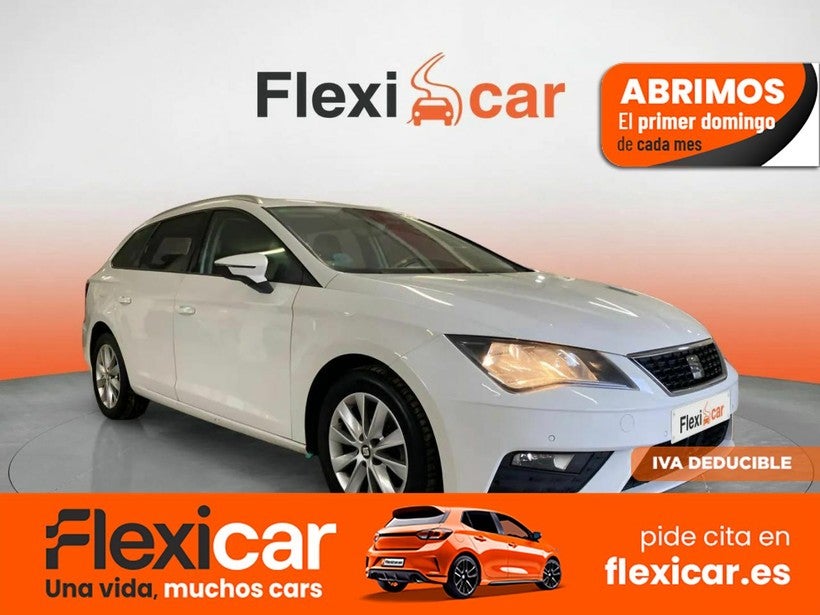 Flexicar
ABRIMOS
El primer domingo
de cada mes
Flexicar
IVA DEDUCIBLE
Flexicar
Una vida, muchos cars
pide cita en
flexicar.es